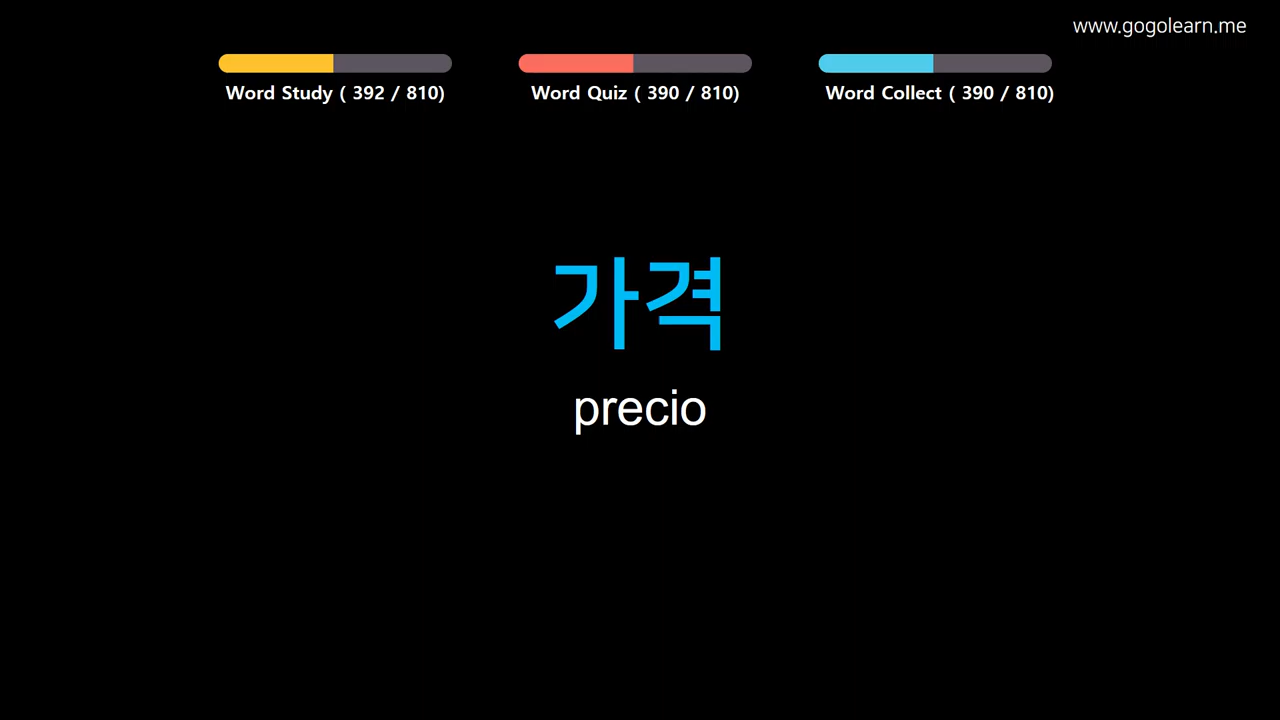 www.gogolearn.me
Word Study ( 392 / 810)
Word Quiz ( 390 / 810)
Word Collect ( 390 / 810)
가격
precio